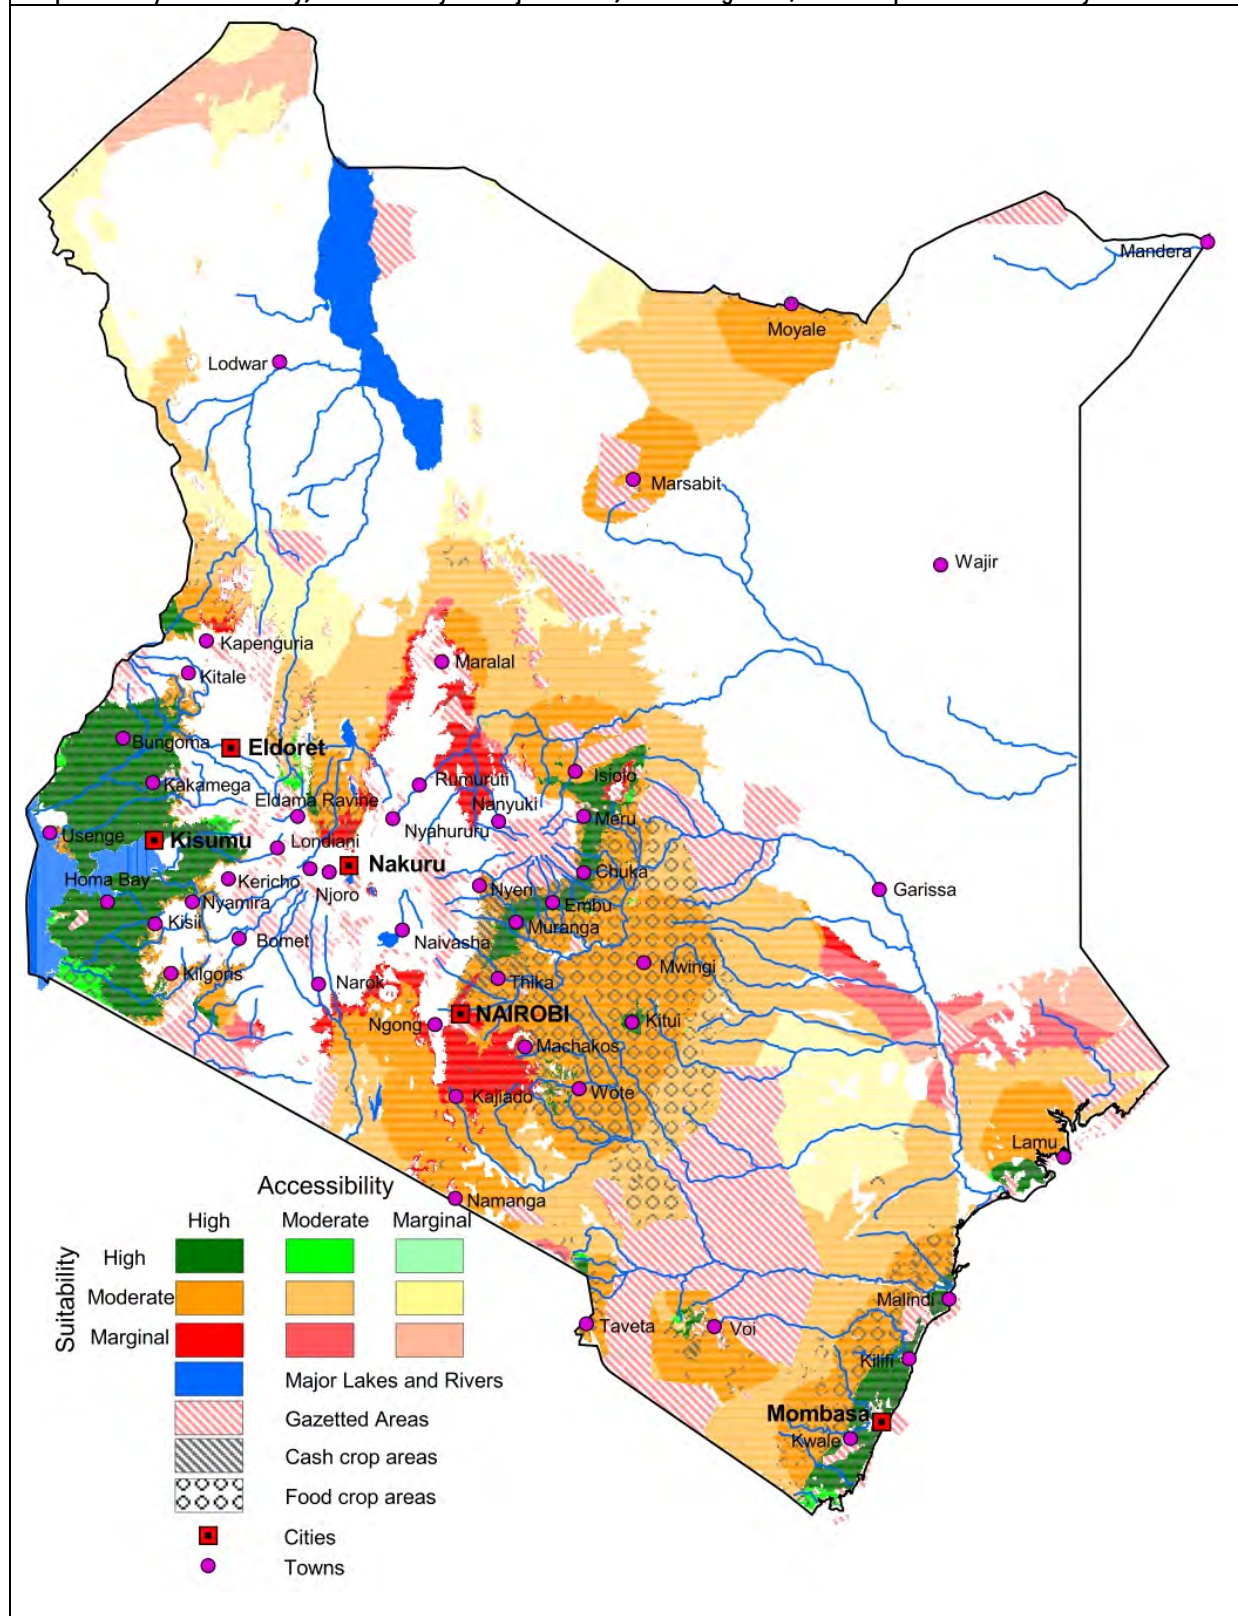 Mandera
Moyale
Lodwar
Marsabit
Wajir
Kapenguria
Maralal
Kitale
Bungoma
Eldoret
Isiolo
Kakamega
Rumuruti
Eldama Ravine
Nanyuki
Usenge
Kisumu
Nyahururu
Meru
Londiani
Nakuru
Homa Bay
Kericho
Njoro
Chuka
Nyeri
Garissa
Nyamira
Embu
Kisii
Muranga
Bomet
Naivasha
Mwingi
Kilgoris
Narok
Thika
Ngong
NAIROBI
Kitui
Machakos
Kajiado
Wote
Lamu
Namanga
Malindi
Taveta
Voi
Kilifi
Mombasa
Kwale
Accessibility
High Moderate Marginal
Suitability
High
Moderate
Marginal
Major Lakes and Rivers
Gazetted Areas
Cash crop areas
Food crop areas
Cities
Towns